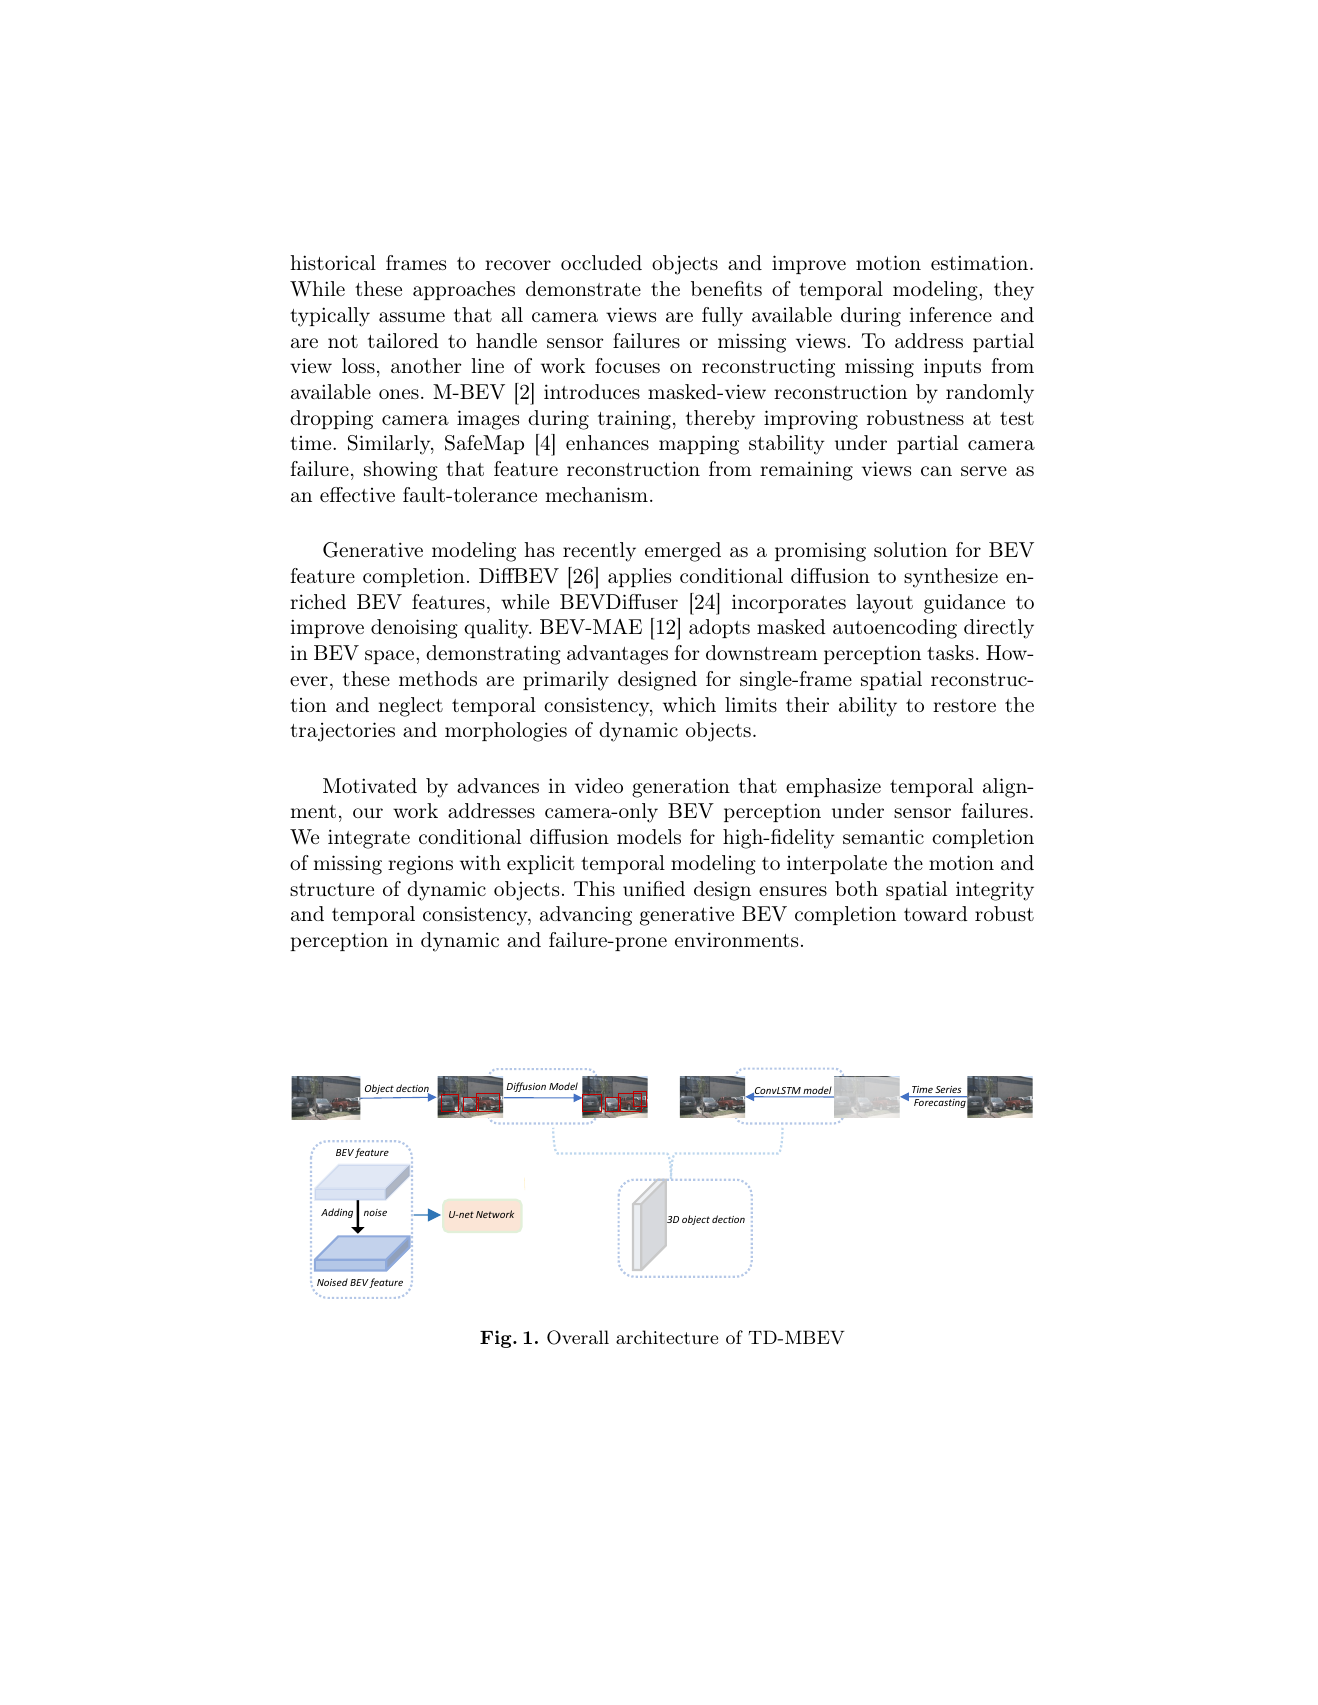 historical frames to recover occluded objects and improve motion estimation.
While these approaches demonstrate the benefits of temporal modeling, they
typically assume that all camera views are fully available during inference and
are not tailored to handle sensor failures or missing views. To address partial
view loss, another line of work focuses on reconstructing missing inputs from
available ones. M-BEV [2] introduces masked-view reconstruction by randomly
dropping camera images during training, thereby improving robustness at test
time. Similarly, SafeMap [4] enhances mapping stability under partial camera
failure, showing that feature reconstruction from remaining views can serve as
an effective fault-tolerance mechanism.
Generative modeling has recently emerged as a promising solution for BEV
feature completion. DiffBEV [26] applies conditional diffusion to synthesize en-
riched BEV features, while BEVDiffuser [24] incorporates layout guidance to
improve denoising quality. BEV-MAE [12] adopts masked autoencoding directly
in BEV space, demonstrating advantages for downstream perception tasks. How-
ever, these methods are primarily designed for single-frame spatial reconstruc-
tion and neglect temporal consistency, which limits their ability to restore the
trajectories and morphologies of dynamic objects.
Motivated by advances in video generation that emphasize temporal align-
ment, our work addresses camera-only BEV perception under sensor failures.
We integrate conditional diffusion models for high-fidelity semantic completion
of missing regions with explicit temporal modeling to interpolate the motion and
structure of dynamic objects. This unified design ensures both spatial integrity
and temporal consistency, advancing generative BEV completion toward robust
perception in dynamic and failure-prone environments.
Object dection
Diffusion Model
ConvLSTM model
Time Series
Forecasting
BEV feature
Adding noise
Noised BEV feature
U-net Network
3D object dection
Fig. 1. Overall architecture of TD-MBEV